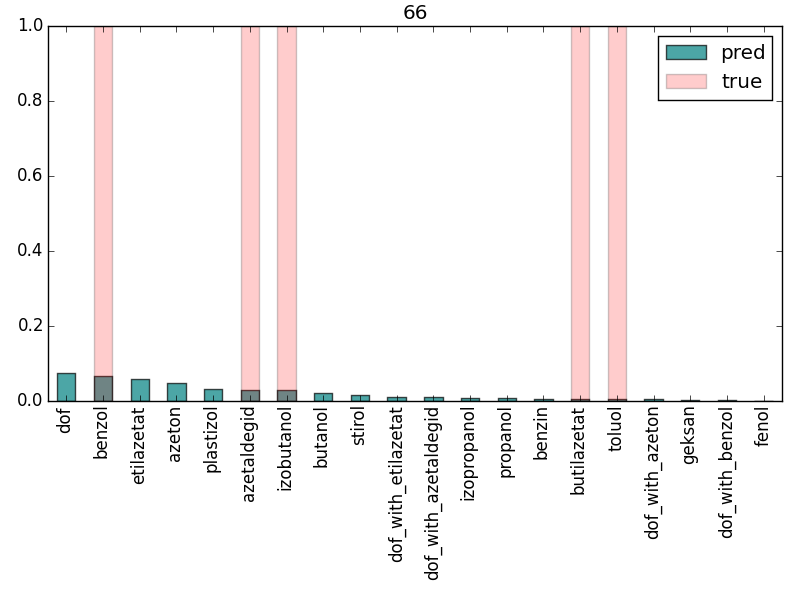 66
1.0
0.8
0.6
0.4
0.2
0.0
pred
true
dof
benzol
etilazetat
azeton
plastizol
azetaldegid
izobutanol
butanol
stirol
dof_with_etilazetat
dof_with_azetaldegid
izopropanol
propanol
benzin
butilazetat
toluol
dof_with_azeton
geksan
dof_with_benzol
fenol